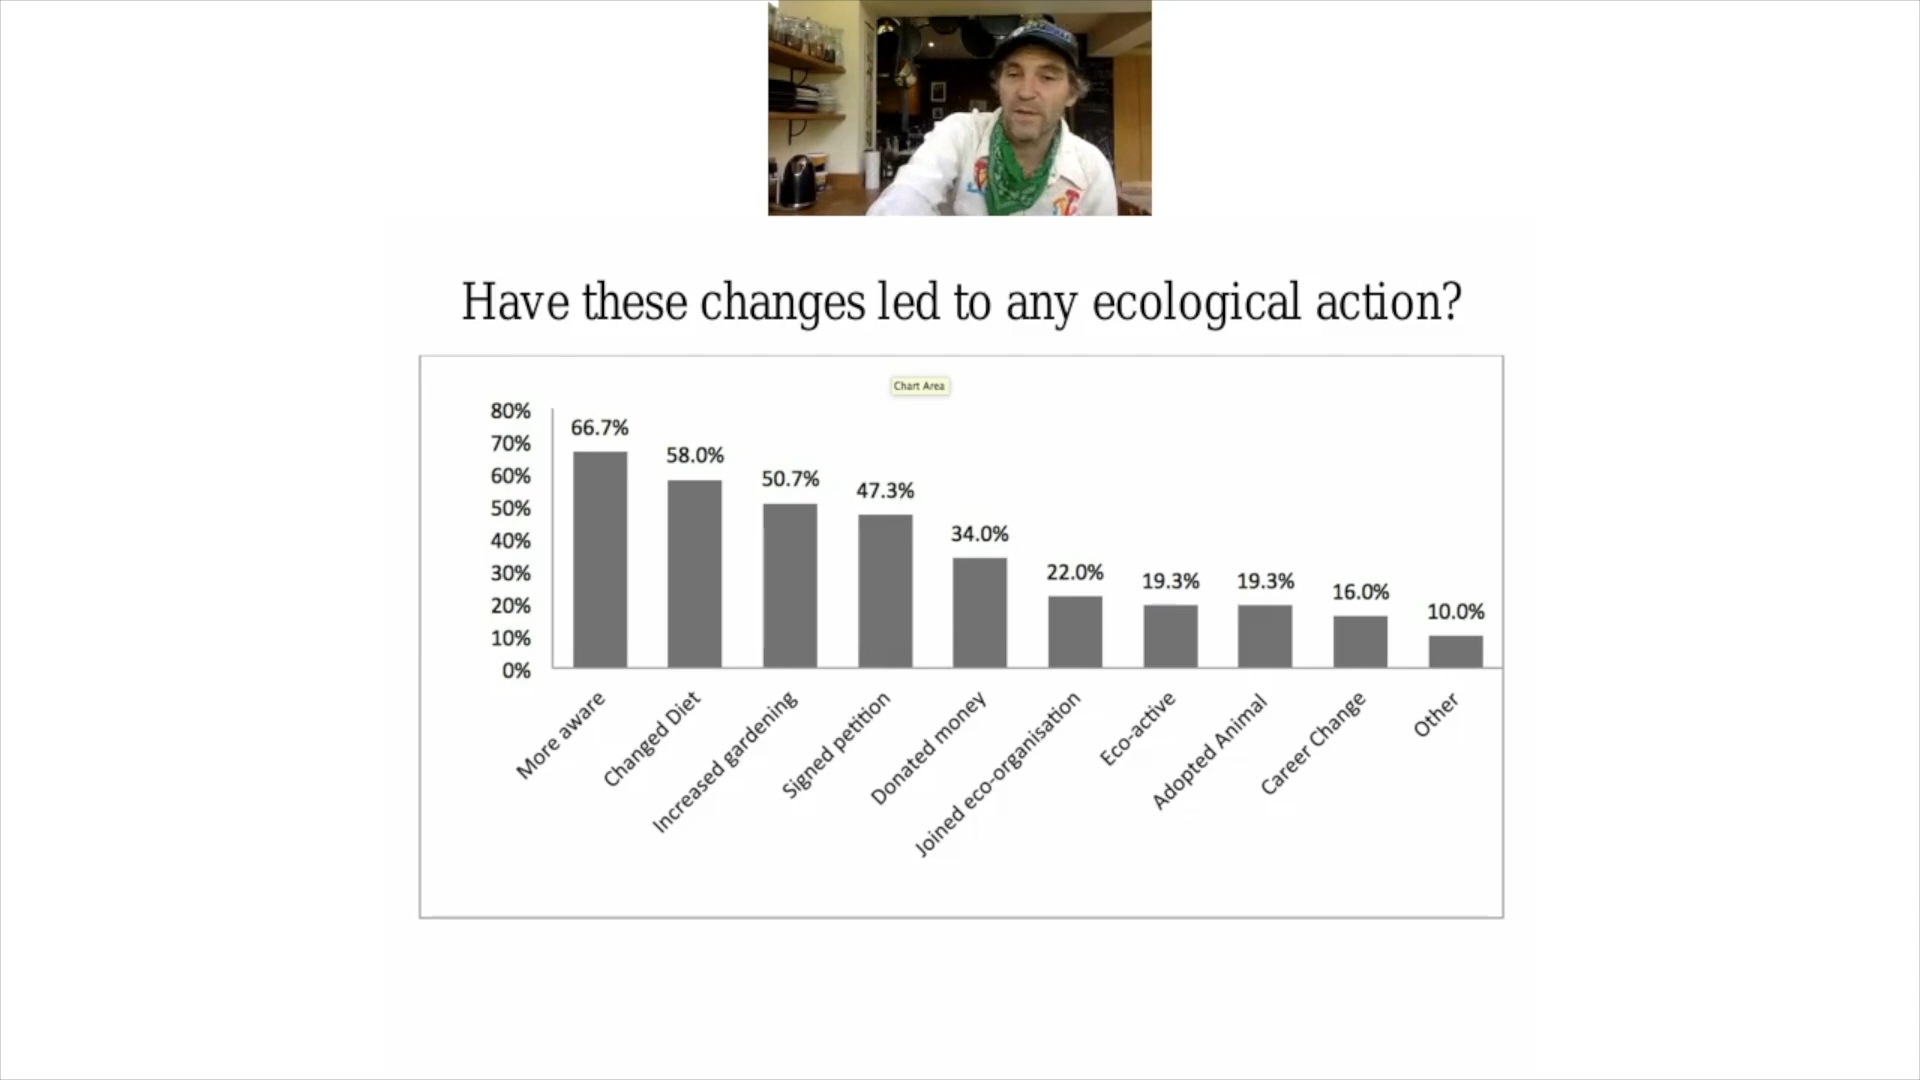 Have these changes led to any ecological action?
Chart Area
80%
70%
60%
50%
40%
30%
20%
10%
0%
66.7%
58.0%
50.7%
47.3%
34.0%
22.0%
19.3%
19.3%
16.0%
10.0%
More aware
Changed Diet
Increased gardening
Signed petition
Donated money
Joined eco-organisation
Eco-active
Adopted Animal
Career Change
Other